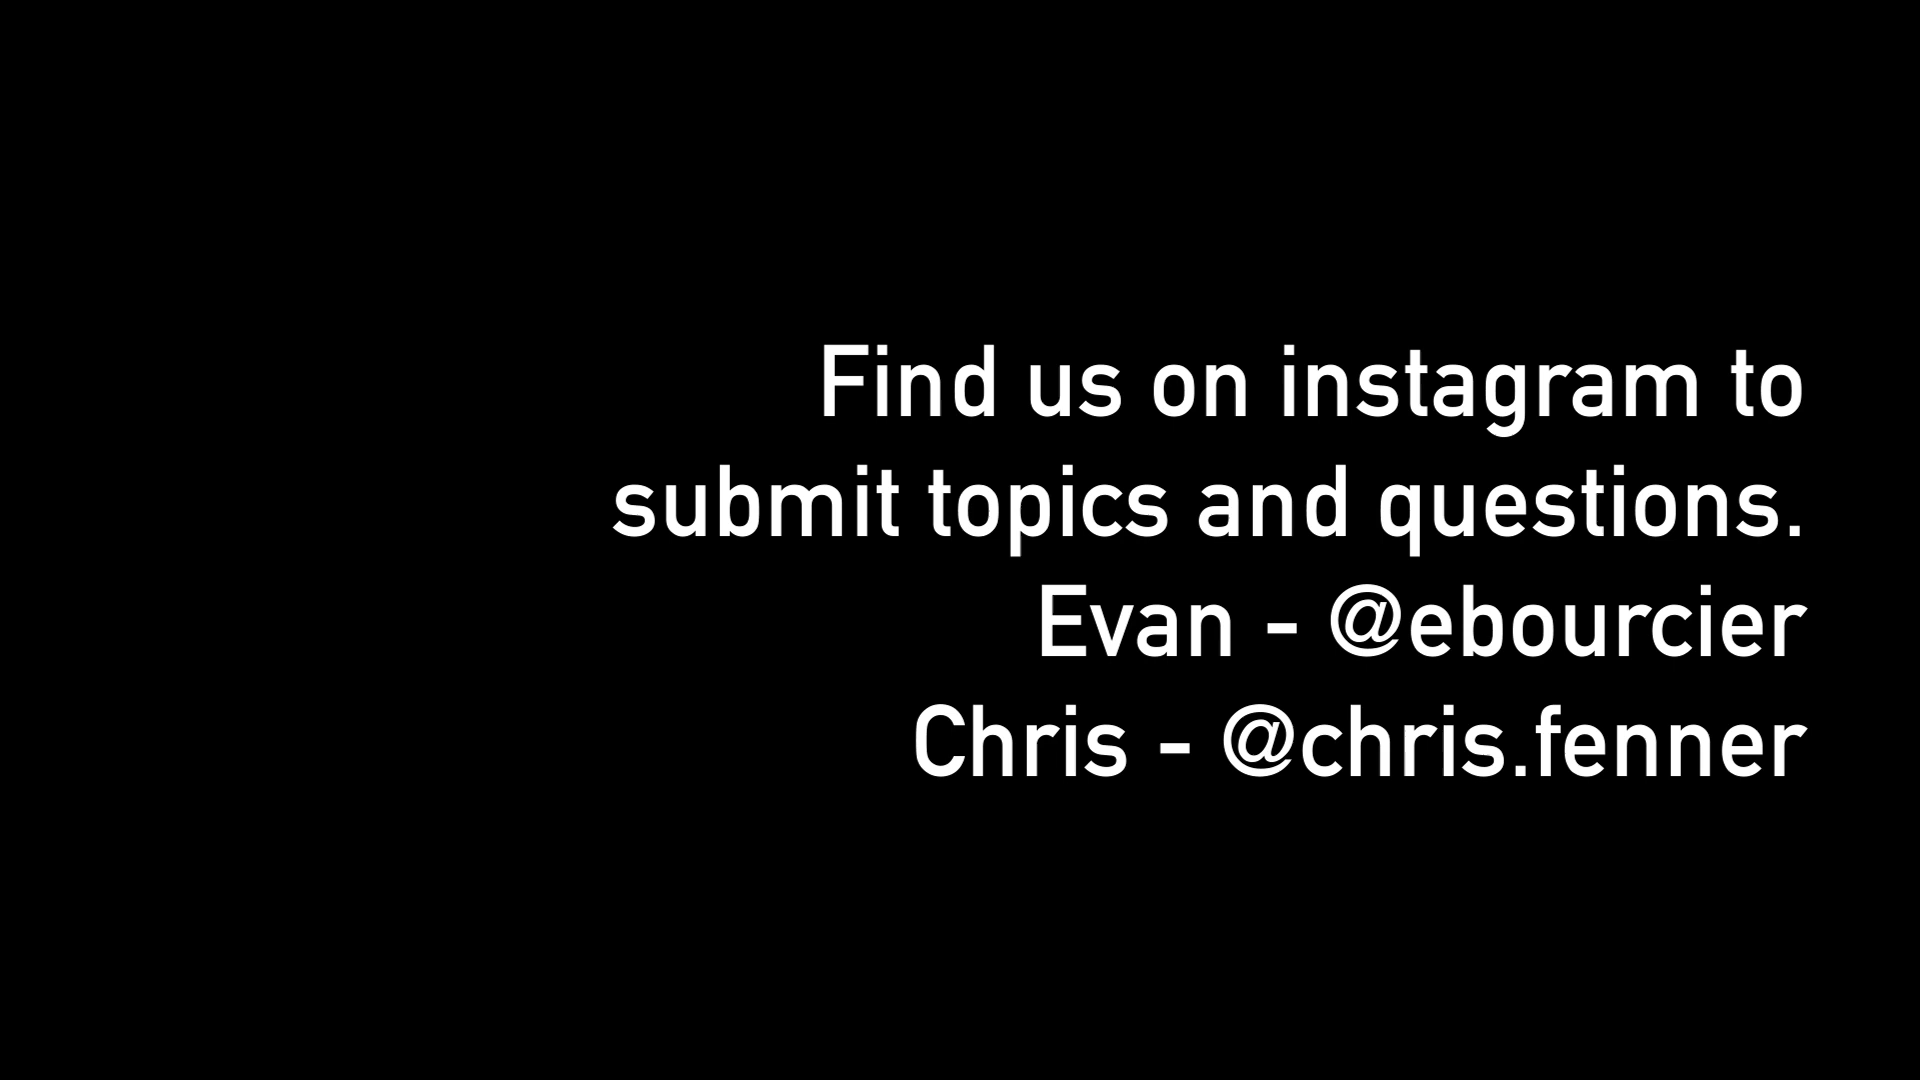 Find us on instagram to
submit topics and questions.
Evan - @ebourcier
Chris - @chris.fenner